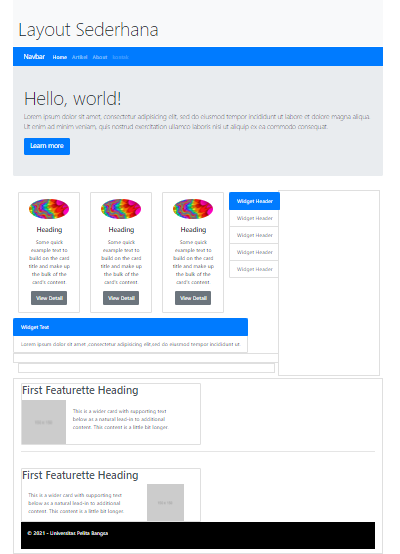 Layout Sederhana
Navbar Home Artikel About Kontak
Hello, world!
Lorem ipsum dolor sit amet, consectetur adipisicing elit, sed do eiusmod tempor incididunt ut labore et dolore magna aliqua.
Ut enim ad minim veniam, quis nostrud exercitation ullamco laboris nisi ut aliquip ex ea commodo consequat.
Learn more
Heading
Some quick
example text to
build on the card
title and make up
the bulk of the
card's content.
View Detail
Heading
Some quick
example text to
build on the card
title and make up
the bulk of the
card's content.
View Detail
Heading
Some quick
example text to
build on the card
title and make up
the bulk of the
card's content.
View Detail
Widget Header
Widget Header
Widget Header
Widget Header
Widget Header
Widget Text
Lorem ipsum dolor sit amet ,consectetur adipisicing elit,sed do eiusmod tempor incididunt ut
First Featurette Heading
This is a wider card with supporting text
below as a natural lead-in to additional
content. This content is a little bit longer.
First Featurette Heading
This is a wider card with supporting text
below as a natural lead-in to additional
content. This content is a little bit longer.
© 2021 - Universitas Pelita Bangsa